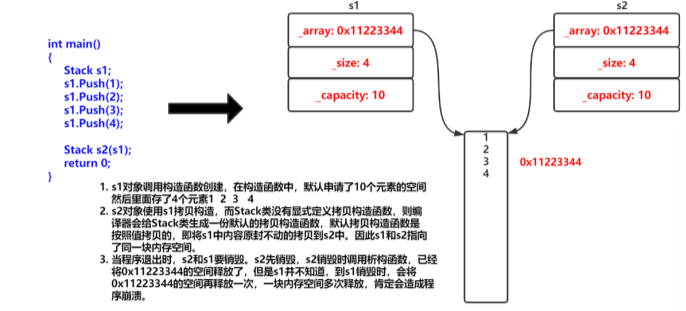 s1
s2
int main()
{
Stack s1;
s1.Push(1);
s1.Push(2);
s1.Push(3);
s1.Push(4);
Stack s2(s1);
return 0;
}
_array: 0x11223344
_size: 4
_capacity: 10
_array: 0x11223344
_size: 4
_capacity: 10
1
2
3
4
0x11223344
1. s1对象调用构造函数创建，在构造函数中，默认申请了10个元素的空间
然后里面存了4个元素1 2 3 4
2. s2对象使用s1拷贝构造，而Stack类没有显式定义拷贝构造函数，则编
译器会给Stack类生成一份默认的拷贝构造函数，默认拷贝构造函数是
按照值拷贝的，即将s1中内容原封不动的拷贝到s2中。因此s1和s2指向
了同一块内存空间。
3. 当程序退出时，s2和s1要销毁。s2先销毁，s2销毁时调用析构函数，已经
将0x11223344的空间释放了，但是s1并不知道，到s1销毁时，会将
0x11223344的空间再释放一次，一块内存空间多次释放，肯定会造成程
序崩溃。